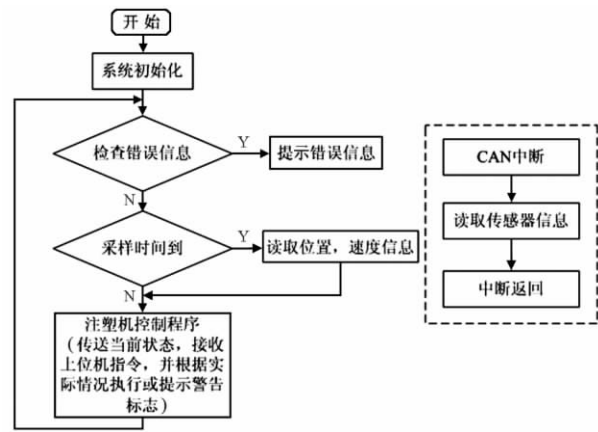 开 始
系统初始化
检查错误信息
Y
提示错误信息
N
采样时间到
Y
读取位置，速度信息
N
注塑机控制程序
（传送当前状态，接收
上位机指令，并根据实
际情况执行或提示警告
标志）
CAN中断
读取传感器信息
中断返回